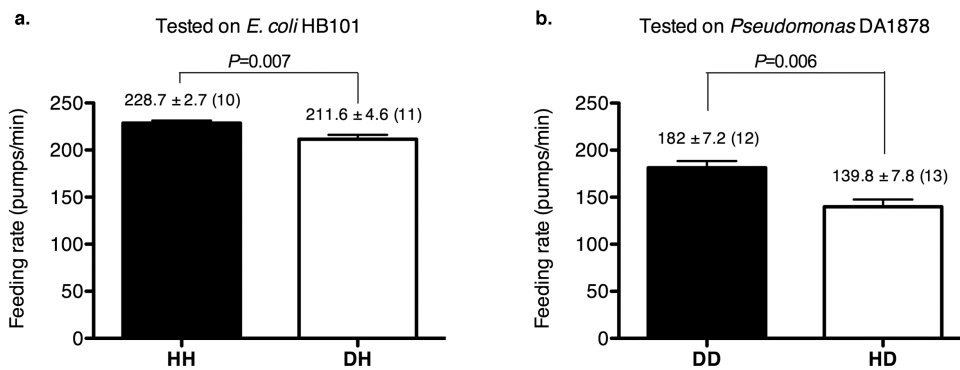 a.
Tested on E. coli HB101
P=0.007
228.7 ±2.7 (10)
211.6 ±4.6 (11)
250
200
150
100
50
0
Feeding rate (pumps/min)
HH
DH
b.
Tested on Pseudomonas DA1878
P=0.006
182 ±7.2 (12)
139.8 ±7.8 (13)
250
200
150
100
50
0
Feeding rate (pumps/min)
DD
HD